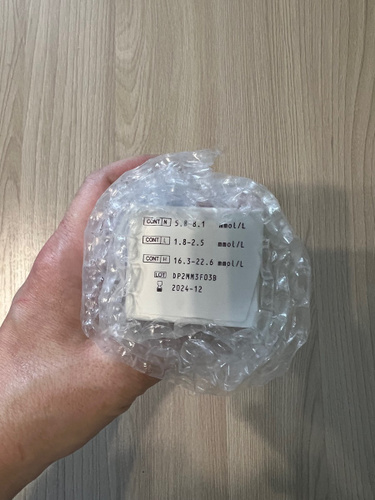 CONT N 5.8-8.1 mmol/L
CONT L 1.8-2.5 mmol/L
CONT H 16.3-22.6 mmol/L
LOT DP2MM3F03B
2024-12